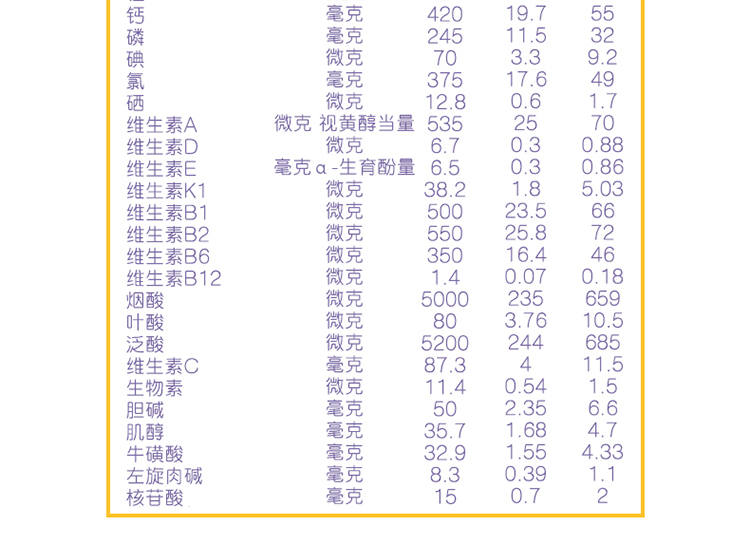 钙 毫克 420 19.7 55
磷 毫克 245 11.5 32
碘 微克 70 3.3 9.2
氯 毫克 375 17.6 49
硒 微克 12.8 0.6 1.7
维生素A 微克 视黄醇当量 535 25 70
维生素D 微克 6.7 0.3 0.88
维生素E 毫克α-生育酚量 6.5 0.3 0.86
维生素K1 微克 38.2 1.8 5.03
维生素B1 微克 500 23.5 66
维生素B2 微克 550 25.8 72
维生素B6 微克 350 16.4 46
维生素B12 微克 1.4 0.07 0.18
烟酸 微克 5000 235 659
叶酸 微克 80 3.76 10.5
泛酸 微克 5200 244 685
维生素C 毫克 87.3 4 11.5
生物素 微克 11.4 0.54 1.5
胆碱 毫克 50 2.35 6.6
肌醇 毫克 35.7 1.68 4.7
牛磺酸 毫克 32.9 1.55 4.33
左旋肉碱 毫克 8.3 0.39 1.1
核苷酸 毫克 15 0.7 2